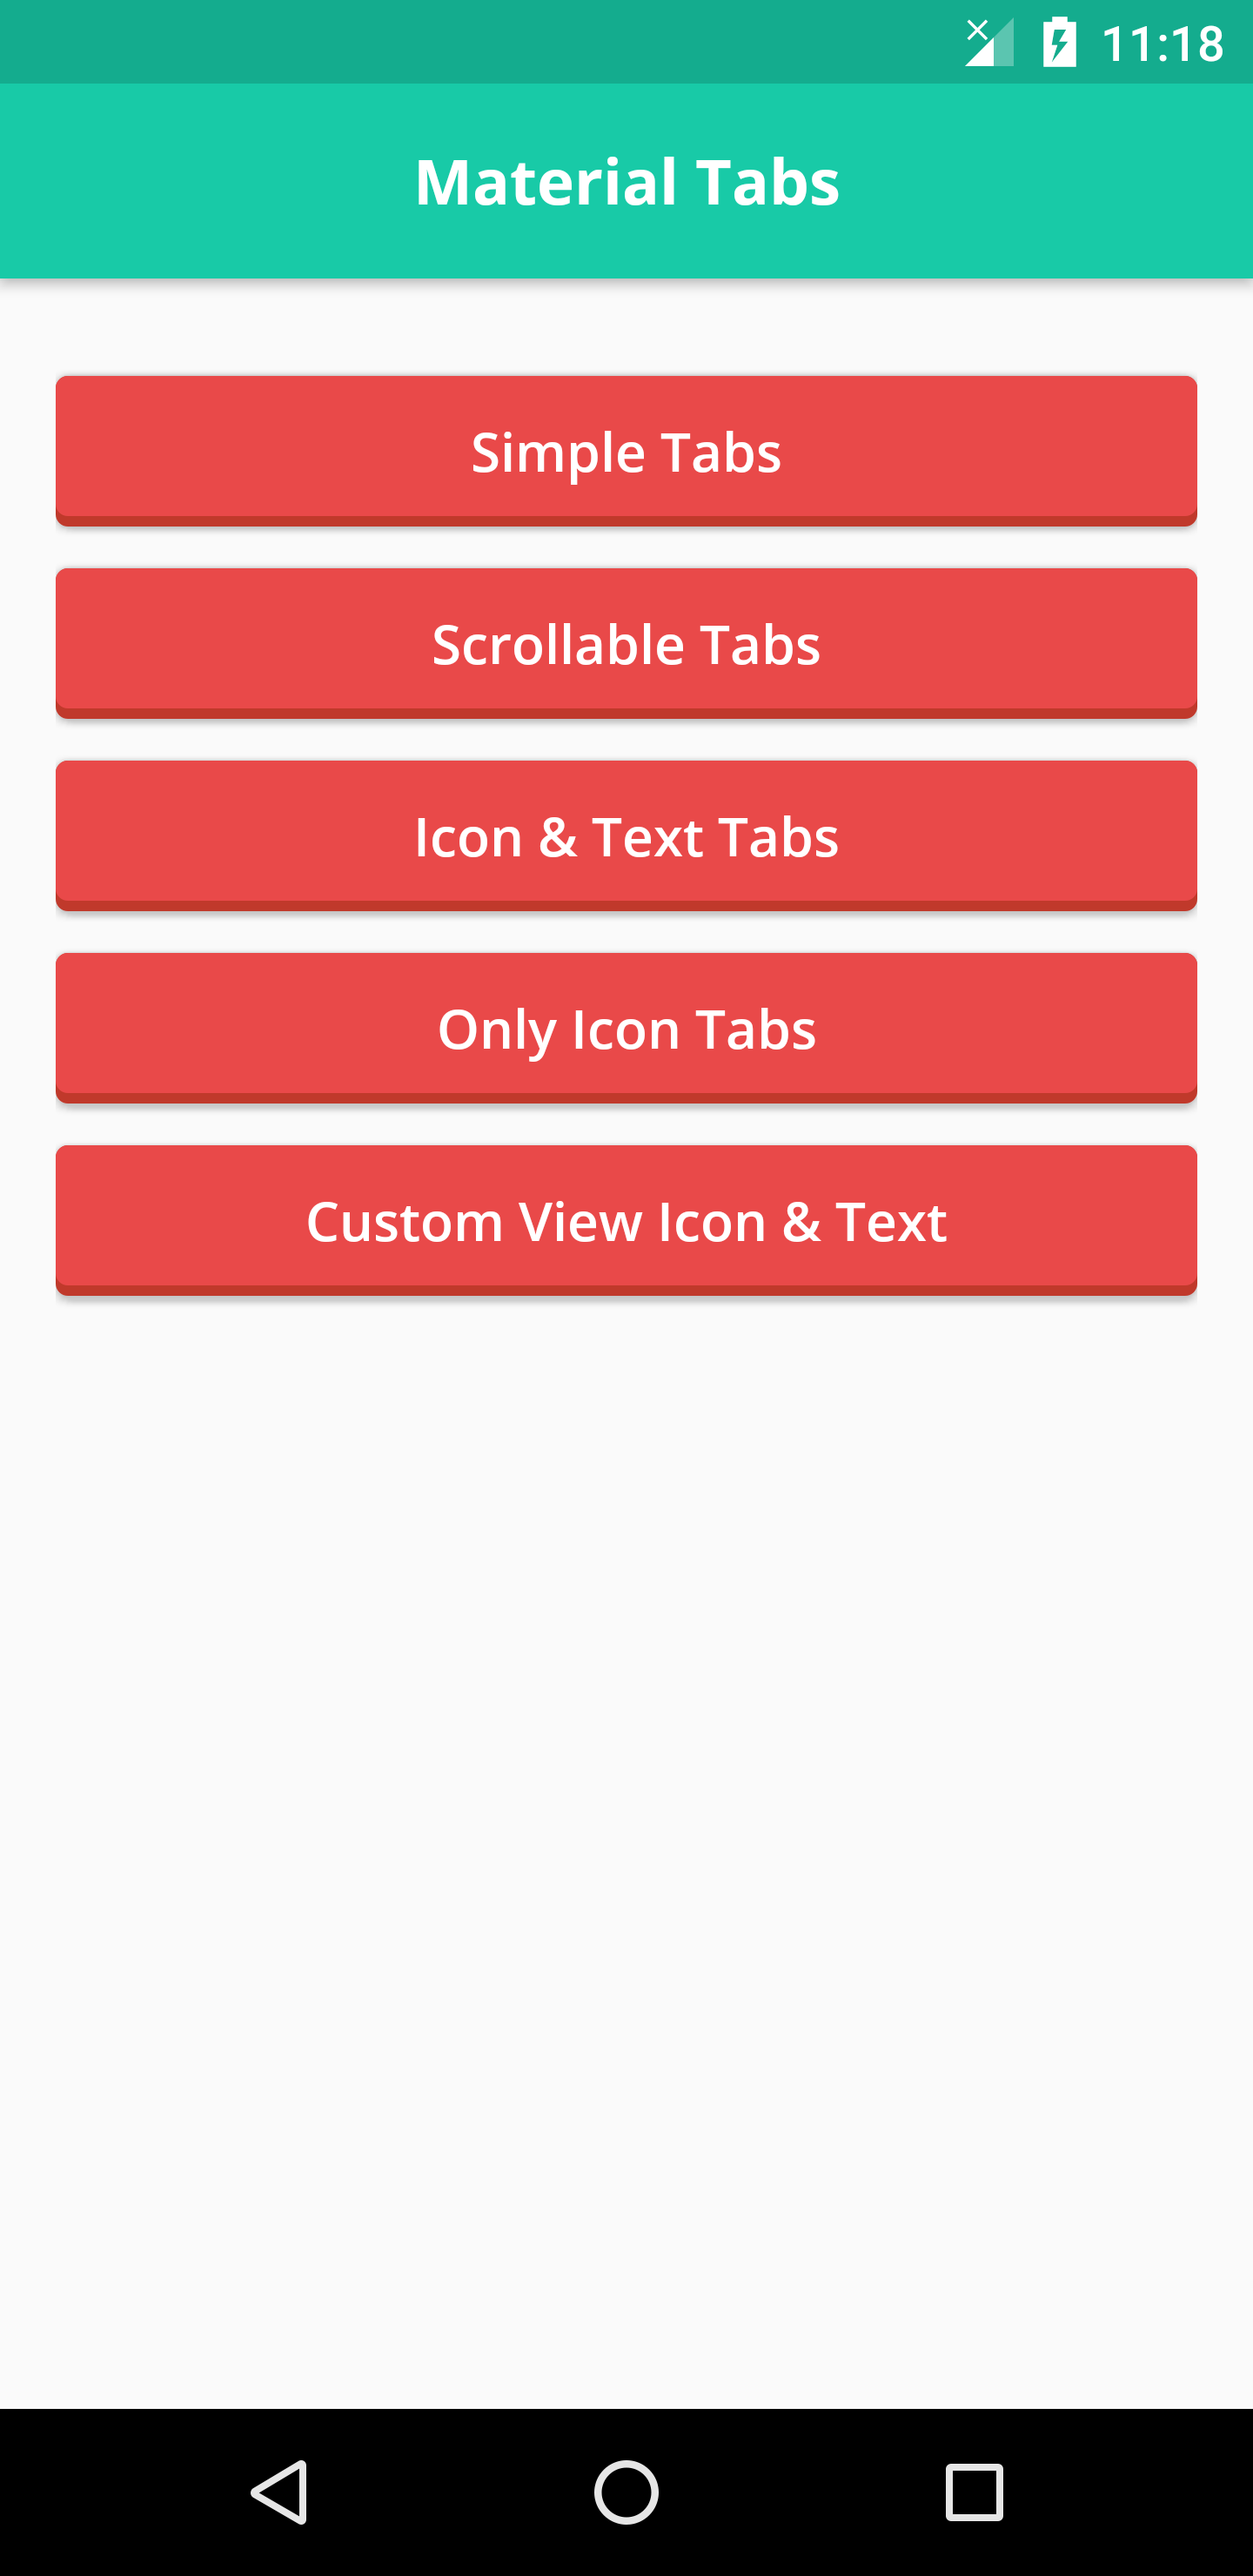 11:18
Material Tabs
Simple Tabs
Scrollable Tabs
Icon & Text Tabs
Only Icon Tabs
Custom View Icon & Text